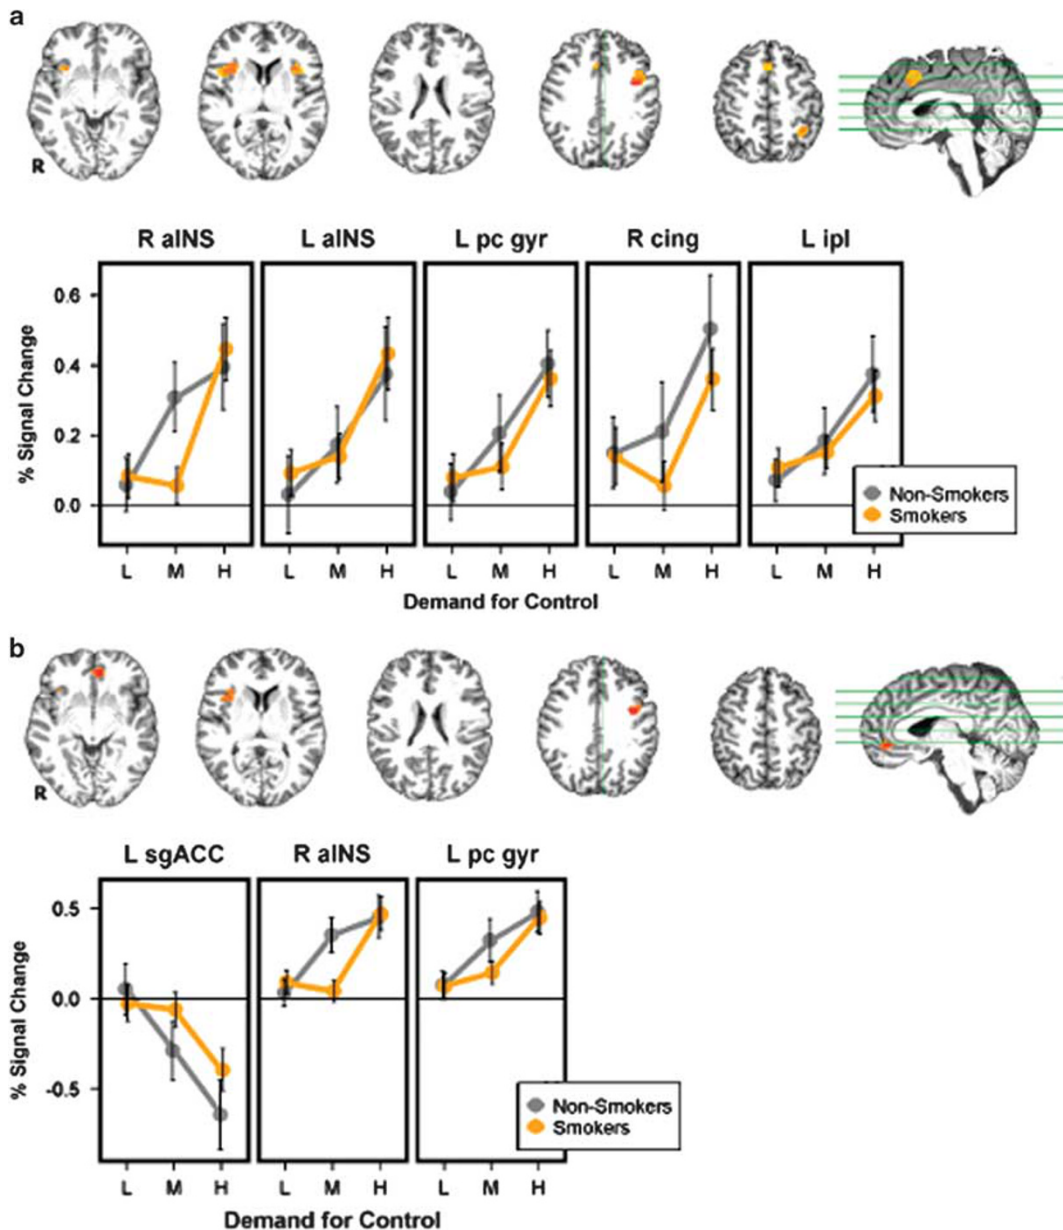 a
R
R aINS L aINS L pc gyr R cing L ipl
% Signal Change
0.6
0.4
0.2
0.0
Non-Smokers
Smokers
L M H L M H L M H L M H L M H
Demand for Control
b
R
L sgACC R aINS L pc gyr
% Signal Change
0.5
0.0
-0.5
Non-Smokers
Smokers
L M H L M H L M H
Demand for Control